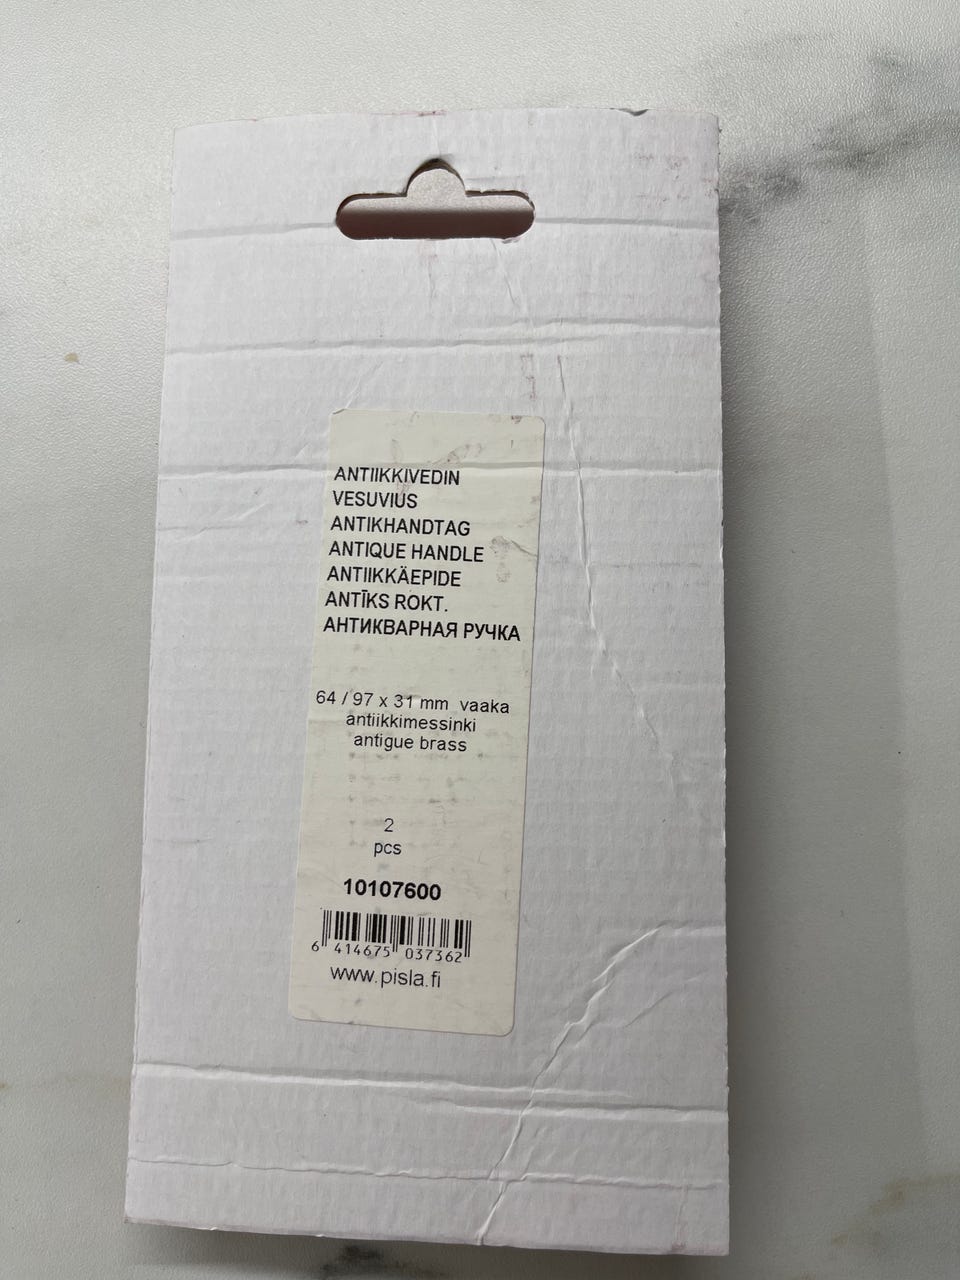 ANTIIKKIVEDIN
VESUVIUS
ANTIKHANDTAG
ANTIQUE HANDLE
ANTIIKKÄEPIDE
ANTĪKS ROKT.
АНТИКВАРНАЯ РУЧКА
64 / 97 x 31 mm vaaka
antiikkimessinki
antigue brass
2
pcs
10107600
6 414675 037362
www.pisla.fi